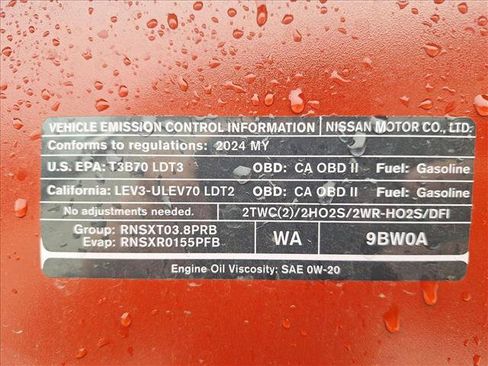 VEHICLE EMISSION CONTROL INFORMATION NISSAN MOTOR CO., LTD.
Conforms to regulations: 2024 MY
U.S. EPA: T3B70 LDT3 OBD: CA OBD II Fuel: Gasoline
California: LEV3-ULEV70 LDT2 OBD: CA OBD II Fuel: Gasoline
No adjustments needed. 2TWC(2)/2HO2S/2WR-HO2S/DFI
Group: RNSXT03.8PRB
Evap: RNSXR0155PFB WA 9BW0A
Engine Oil Viscosity: SAE 0W-20